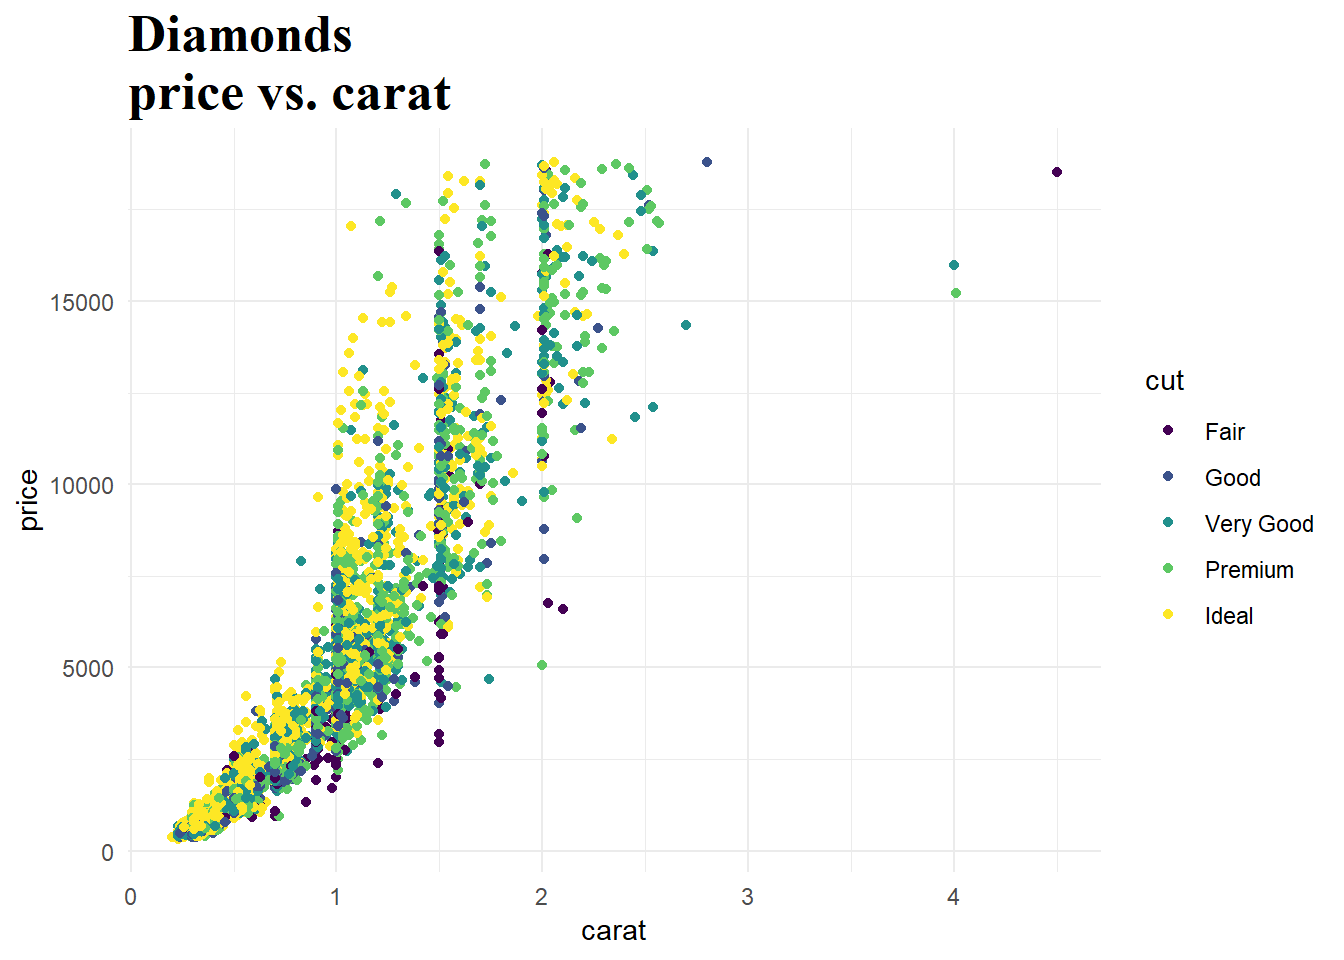 Diamonds
price vs. carat
price
15000
10000
5000
0
0 1 2 3 4
carat
cut
Fair
Good
Very Good
Premium
Ideal